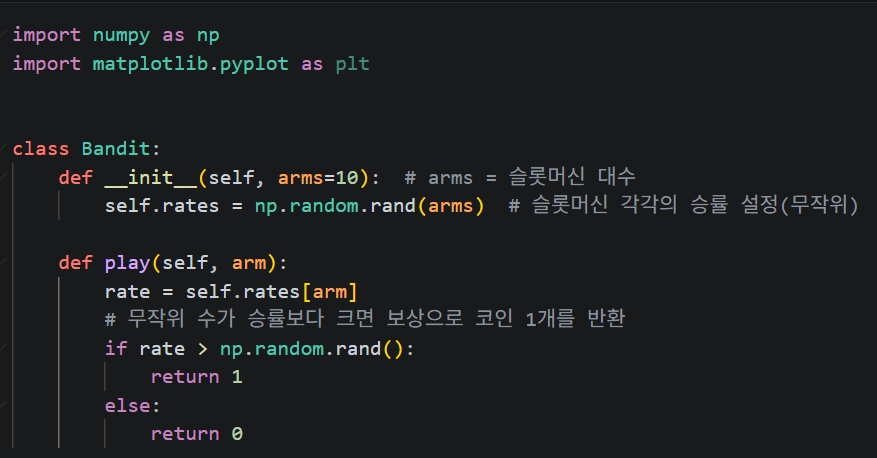 import numpy as np
import matplotlib.pyplot as plt
class Bandit:
    def __init__(self, arms=10):  # arms = 슬롯머신 대수
        self.rates = np.random.rand(arms)  # 슬롯머신 각각의 승률 설정(무작위)
    def play(self, arm):
        rate = self.rates[arm]
        # 무작위 수가 승률보다 크면 보상으로 코인 1개를 반환
        if rate > np.random.rand():
            return 1
        else:
            return 0